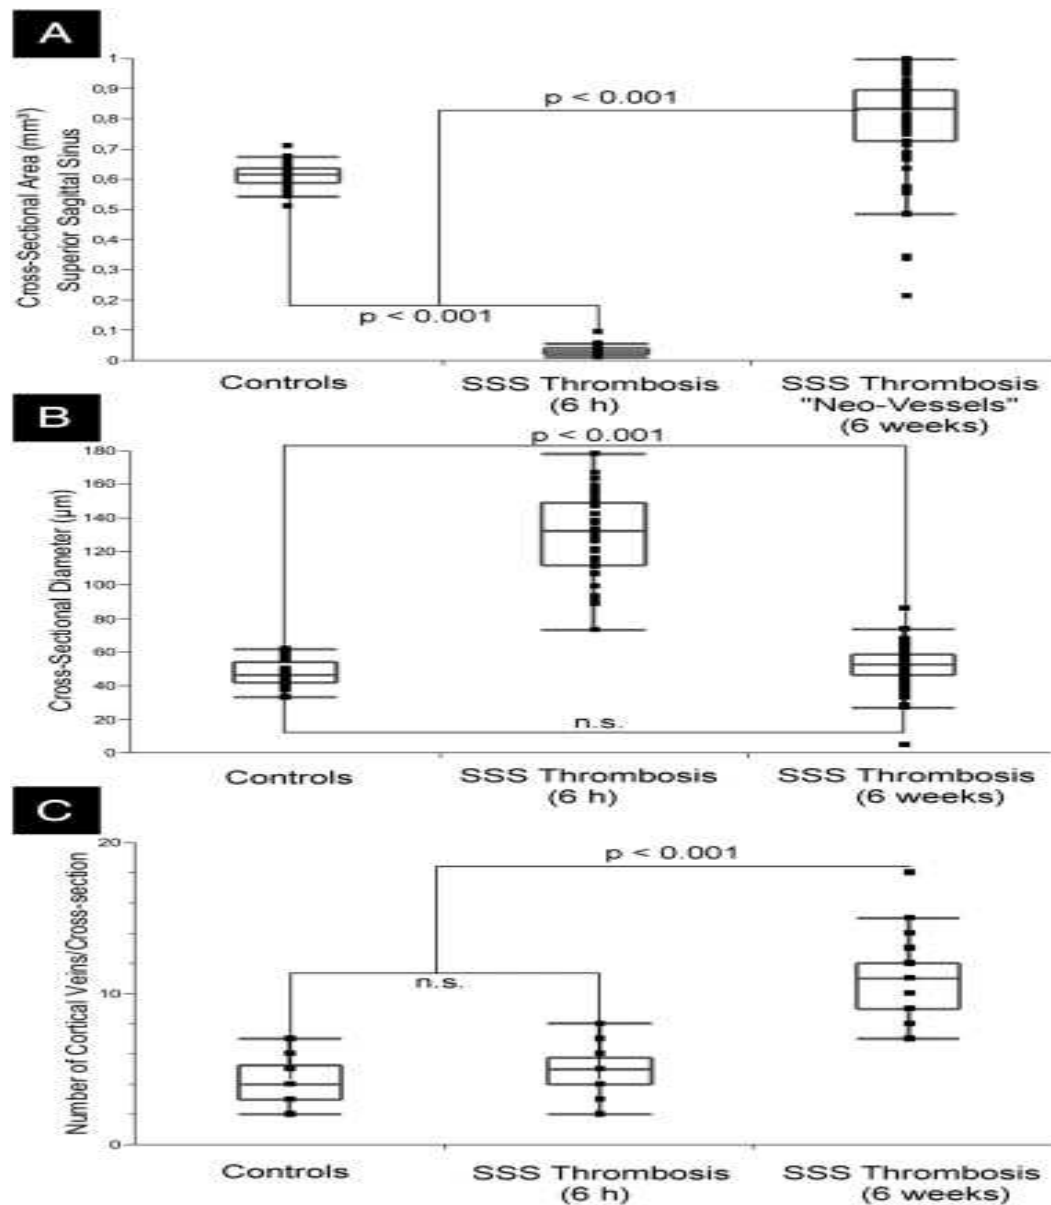 A
Cross-Sectional Area (mm³)
Superior Sagittal Sinus
1
0,9
0,8
0,7
0,6
0,5
0,4
0,3
0,2
0,1
0
p < 0.001
p < 0.001
Controls
SSS Thrombosis
(6 h)
SSS Thrombosis
"Neo-Vessels"
(6 weeks)
B
Cross-Sectional Diameter (µm)
180
160
140
120
100
80
60
40
20
0
p < 0.001
n.s.
Controls
SSS Thrombosis
(6 h)
SSS Thrombosis
(6 weeks)
C
Number of Cortical Veins/Cross-section
20
10
0
p < 0.001
n.s.
Controls
SSS Thrombosis
(6 h)
SSS Thrombosis
(6 weeks)